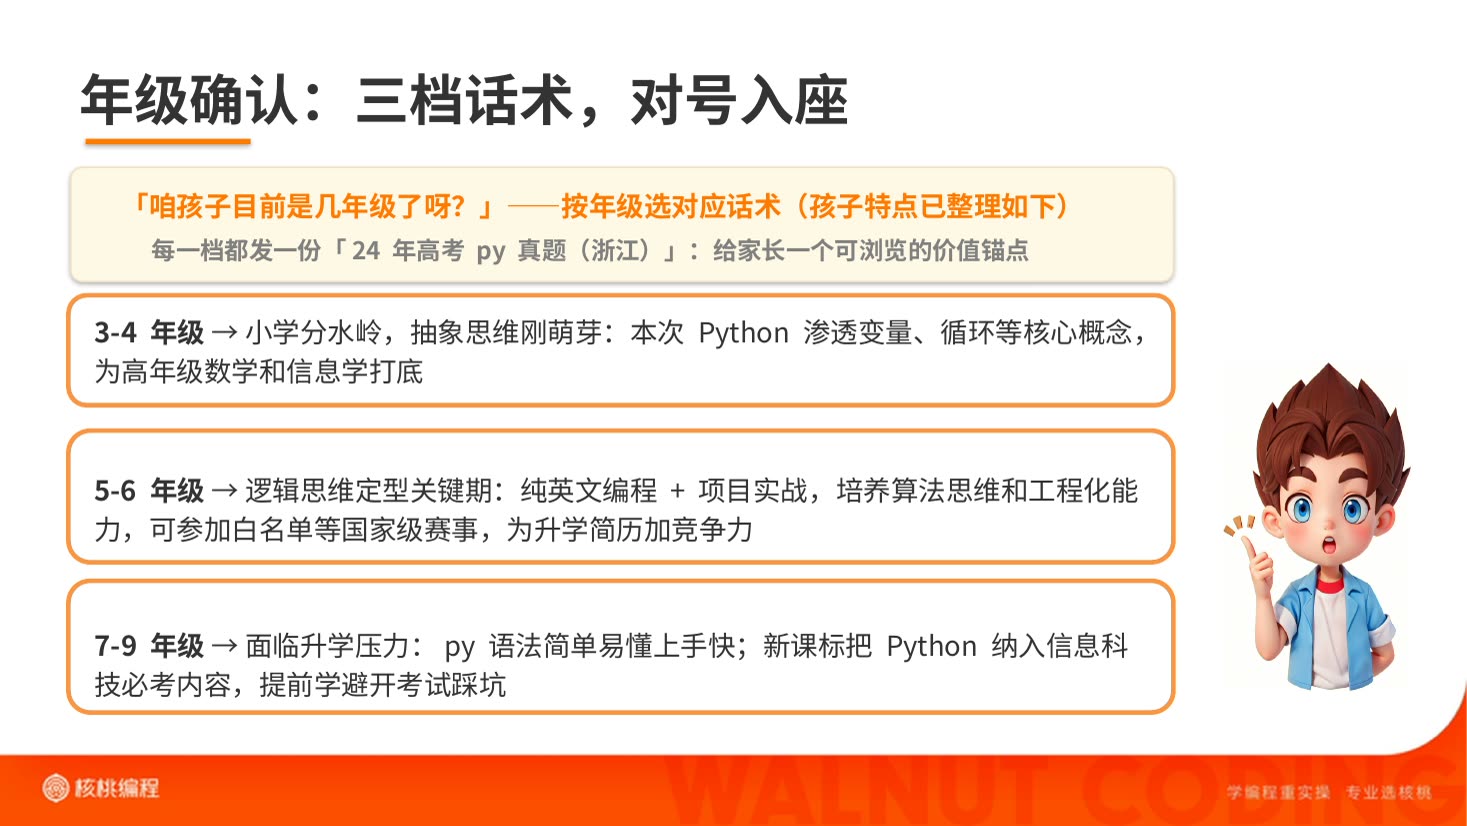 年级确认：三档话术，对号入座
「咱孩子目前是几年级了呀？」——按年级选对应话术（孩子特点已整理如下）
每一档都发一份「24 年高考 py 真题（浙江）」：给家长一个可浏览的价值锚点
3-4 年级 → 小学分水岭，抽象思维刚萌芽：本次 Python 渗透变量、循环等核心概念，
为高年级数学和信息学打底
5-6 年级 → 逻辑思维定型关键期：纯英文编程 + 项目实战，培养算法思维和工程化能
力，可参加白名单等国家级赛事，为升学简历加竞争力
7-9 年级 → 面临升学压力： py 语法简单易懂上手快；新课标把 Python 纳入信息科
技必考内容，提前学避开考试踩坑
核桃编程
WALNUT CODING
学编程重实操 专业选核桃